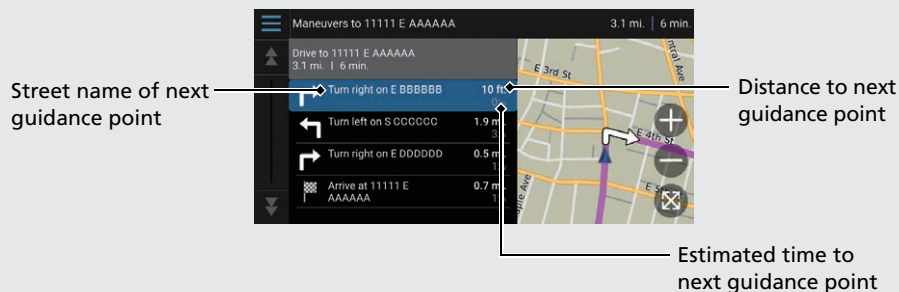 Maneuvers to 11111 E AAAAAA
3.1 mi. | 6 min.
Drive to 11111 E AAAAAA
3.1 mi. | 6 min.
Turn right on E BBBBBB
10 ft.
Turn left on S CCCCCC
1.9 m
Turn right on E DDDDDD
0.5 m
Arrive at 11111 E
AAAAAA
0.7 m
E 3rd St
E 4th St
Ave
Street name of next
guidance point
Distance to next
guidance point
Estimated time to
next guidance point